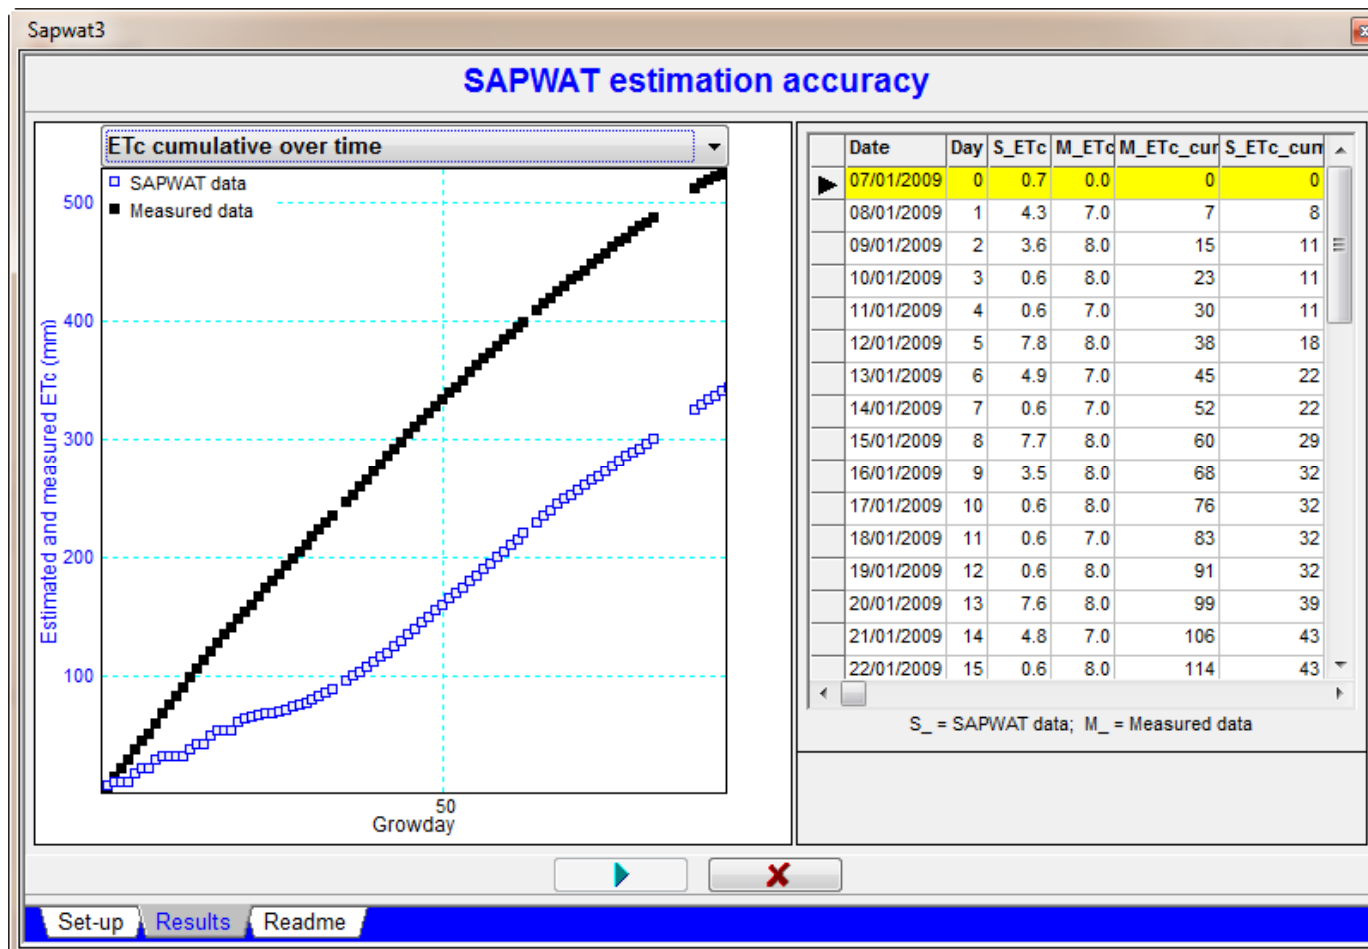 Sapwat3
SAPWAT estimation accuracy
ETc cumulative over time
SAPWAT data
Measured data
500
400
300
200
100
Estimated and measured ETc (mm)
50
Growday
Date Day S_ETc M_ETc M_ETc_cur S_ETc_cum
07/01/2009 0 0.7 0.0 0 0
08/01/2009 1 4.3 7.0 7 8
09/01/2009 2 3.6 8.0 15 11
10/01/2009 3 0.6 8.0 23 11
11/01/2009 4 0.6 7.0 30 11
12/01/2009 5 7.8 8.0 38 18
13/01/2009 6 4.9 7.0 45 22
14/01/2009 7 0.6 7.0 52 22
15/01/2009 8 7.7 8.0 60 29
16/01/2009 9 3.5 8.0 68 32
17/01/2009 10 0.6 8.0 76 32
18/01/2009 11 0.6 7.0 83 32
19/01/2009 12 0.6 8.0 91 32
20/01/2009 13 7.6 8.0 99 39
21/01/2009 14 4.8 7.0 106 43
22/01/2009 15 0.6 8.0 114 43
S_ = SAPWAT data; M_ = Measured data
Set-up Results Readme